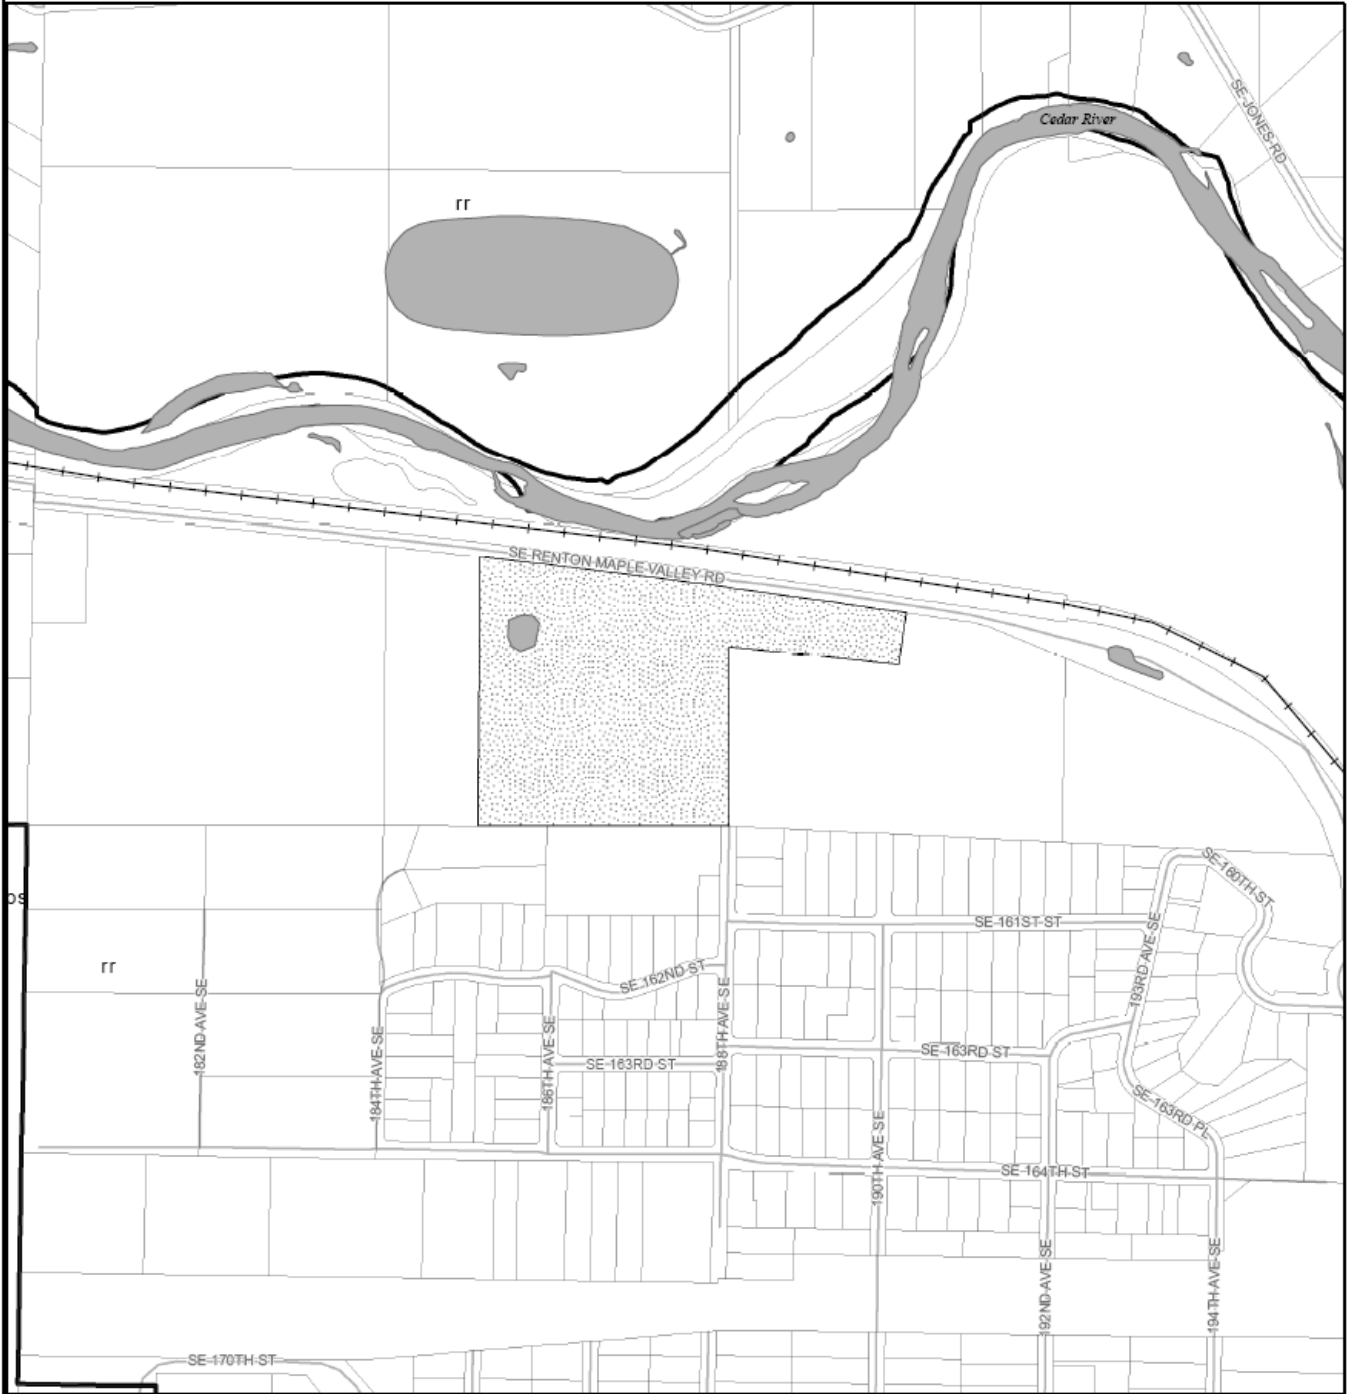 Cedar River
SE JONES RD
rr
SE RENTON MAPLE VALLEY RD
SE 160TH ST
os
SE 161ST ST
193RD AVE SE
rr
SE 162ND ST
182ND AVE SE
184TH AVE SE
186TH AVE SE
188TH AVE SE
SE 163RD ST
SE 163RD ST
SE 163RD PL
190TH AVE SE
SE 164TH ST
192ND AVE SE
194TH AVE SE
SE 170TH ST